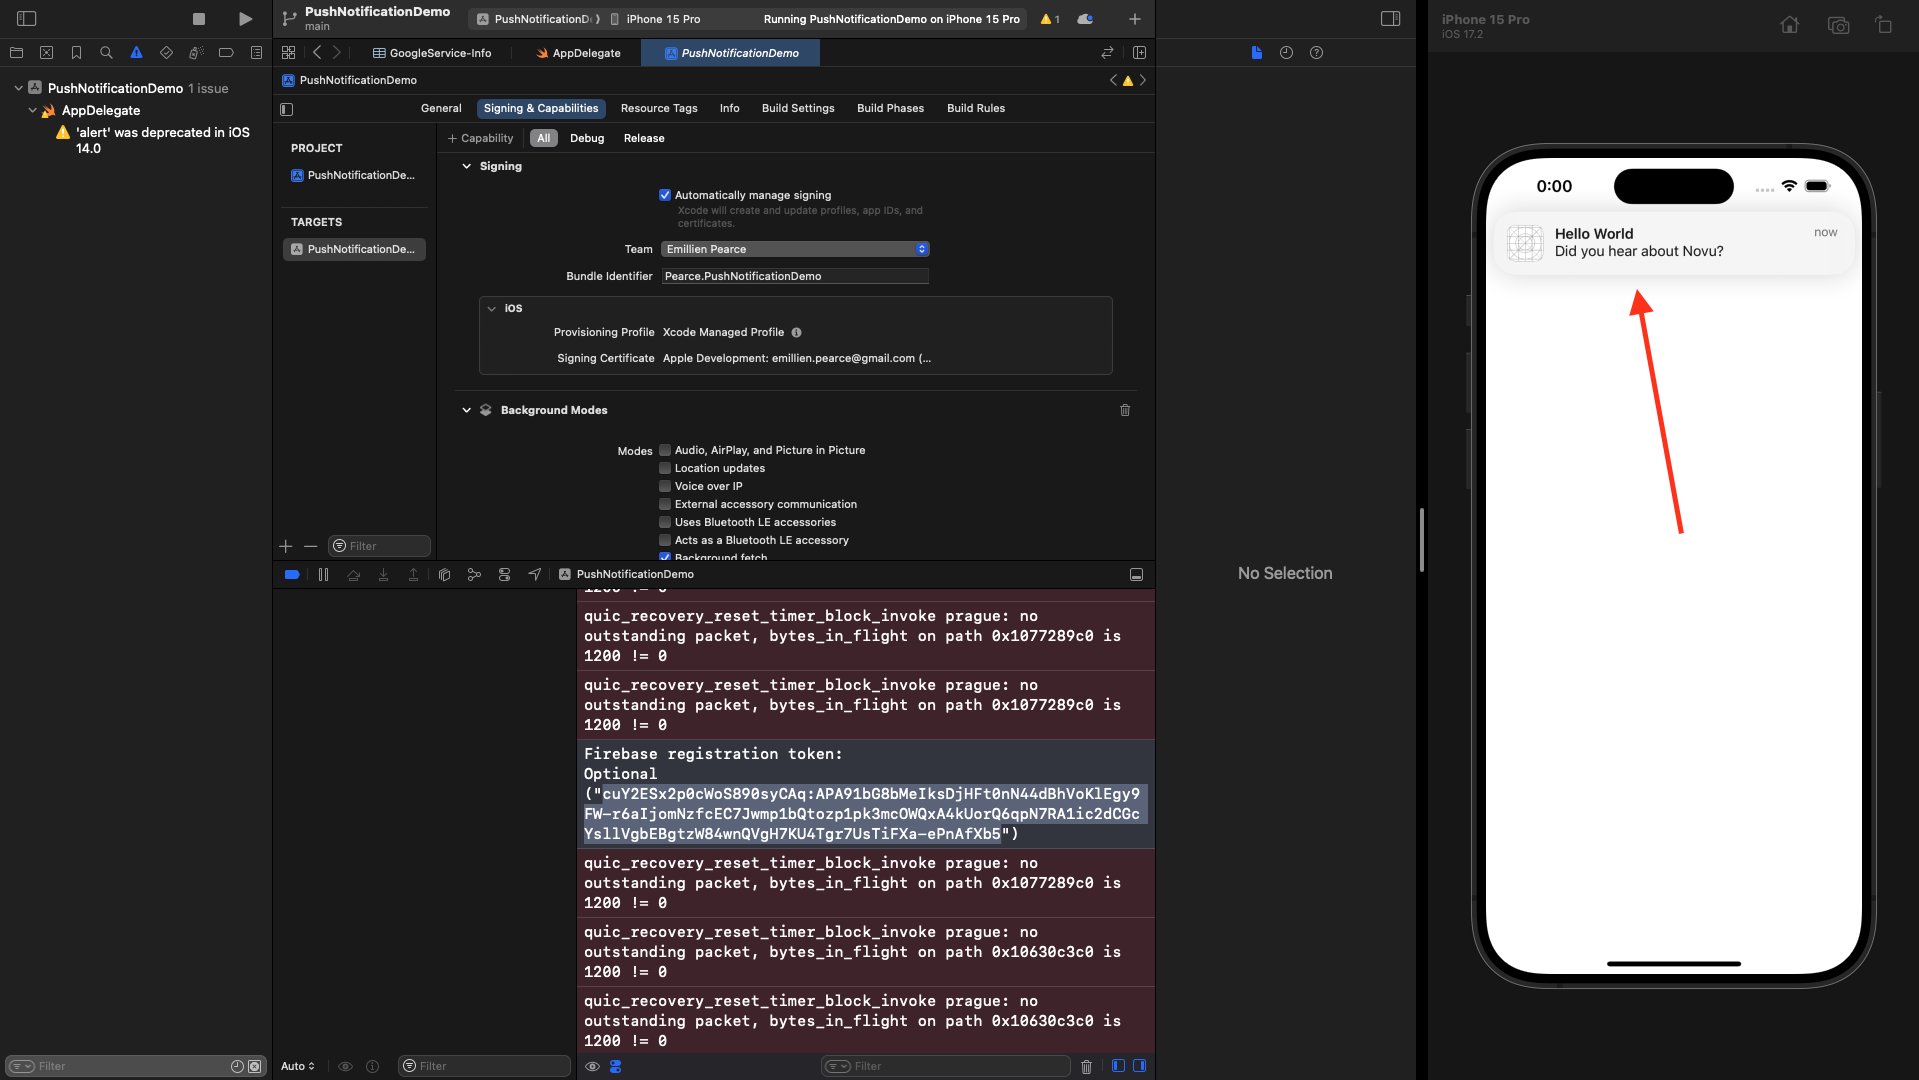 PushNotificationDemo
main
PushNotificationD
iPhone 15 Pro
Running PushNotificationDemo on iPhone 15 Pro
1
iPhone 15 Pro
iOS 17.2
GoogleService-Info
AppDelegate
PushNotificationDemo
PushNotificationDemo 1 issue
AppDelegate
'alert' was deprecated in iOS
14.0
PushNotificationDemo
General
Signing & Capabilities
Resource Tags
Info
Build Settings
Build Phases
Build Rules
+ Capability
All
Debug
Release
PROJECT
PushNotificationDe...
TARGETS
PushNotificationDe...
Filter
Signing
Automatically manage signing
Xcode will create and update profiles, app IDs, and
certificates.
Team
Emillien Pearce
Bundle Identifier
Pearce.PushNotificationDemo
iOS
Provisioning Profile Xcode Managed Profile
Signing Certificate Apple Development: emillien.pearce@gmail.com (...
Background Modes
Modes
Audio, AirPlay, and Picture in Picture
Location updates
Voice over IP
External accessory communication
Uses Bluetooth LE accessories
Acts as a Bluetooth LE accessory
Background fetch
PushNotificationDemo
1200 != 0
quic_recovery_reset_timer_block_invoke prague: no
outstanding packet, bytes_in_flight on path 0x1077289c0 is
1200 != 0
quic_recovery_reset_timer_block_invoke prague: no
outstanding packet, bytes_in_flight on path 0x1077289c0 is
1200 != 0
Firebase registration token:
Optional
("cuY2ESx2p0cWoS890syCAq:APA91bG8bMeIksDjHFt0nN44dBhVoKlEgy9
FW-r6aIjomNzfcEC7Jwmp1bQtozp1pk3mcOWQxA4kUorQ6qpN7RA1ic2dCGc
YsllVgbEBgtzW84wnQVgH7KU4Tgr7UsTiFXa-ePnAfXb5")
quic_recovery_reset_timer_block_invoke prague: no
outstanding packet, bytes_in_flight on path 0x1077289c0 is
1200 != 0
quic_recovery_reset_timer_block_invoke prague: no
outstanding packet, bytes_in_flight on path 0x10630c3c0 is
1200 != 0
quic_recovery_reset_timer_block_invoke prague: no
outstanding packet, bytes_in_flight on path 0x10630c3c0 is
1200 != 0
No Selection
0:00
Hello World
now
Did you hear about Novu?
Filter
Auto
Filter
Filter